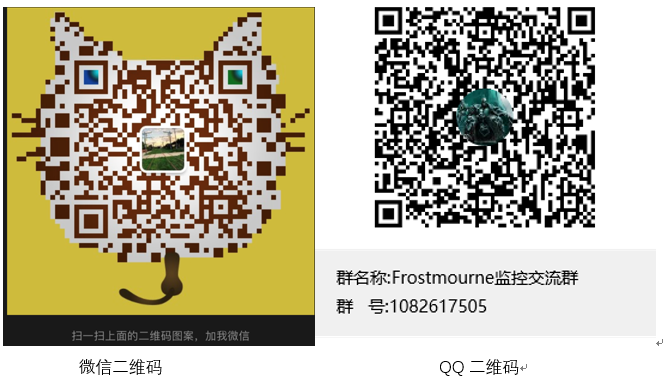 群名称:Frostmourne监控交流群
群 号:1082617505
扫一扫上面的二维码图案，加我微信
微信二维码
QQ 二维码